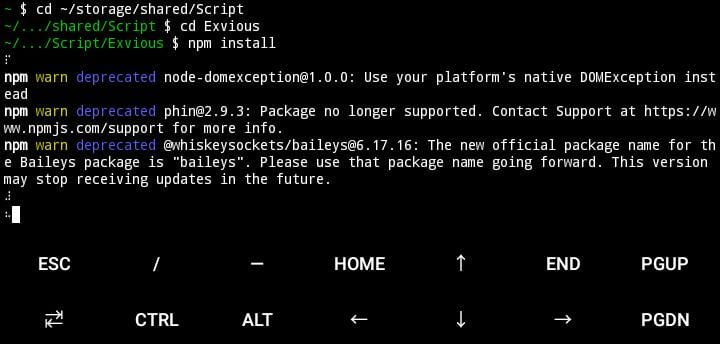 ~ $ cd ~/storage/shared/Script
~/.../shared/Script $ cd Exvious
~/.../Script/Exvious $ npm install
⠏
npm warn deprecated node-domexception@1.0.0: Use your platform's native DOMException inst
ead
npm warn deprecated phin@2.9.3: Package no longer supported. Contact Support at https://w
ww.npmjs.com/support for more info.
npm warn deprecated @whiskeysockets/baileys@6.17.16: The new official package name for th
e Baileys package is "baileys". Please use that package name going forward. This version
may stop receiving updates in the future.
ESC / — HOME ↑ END PGUP
⇄ CTRL ALT ← ↓ → PGDN